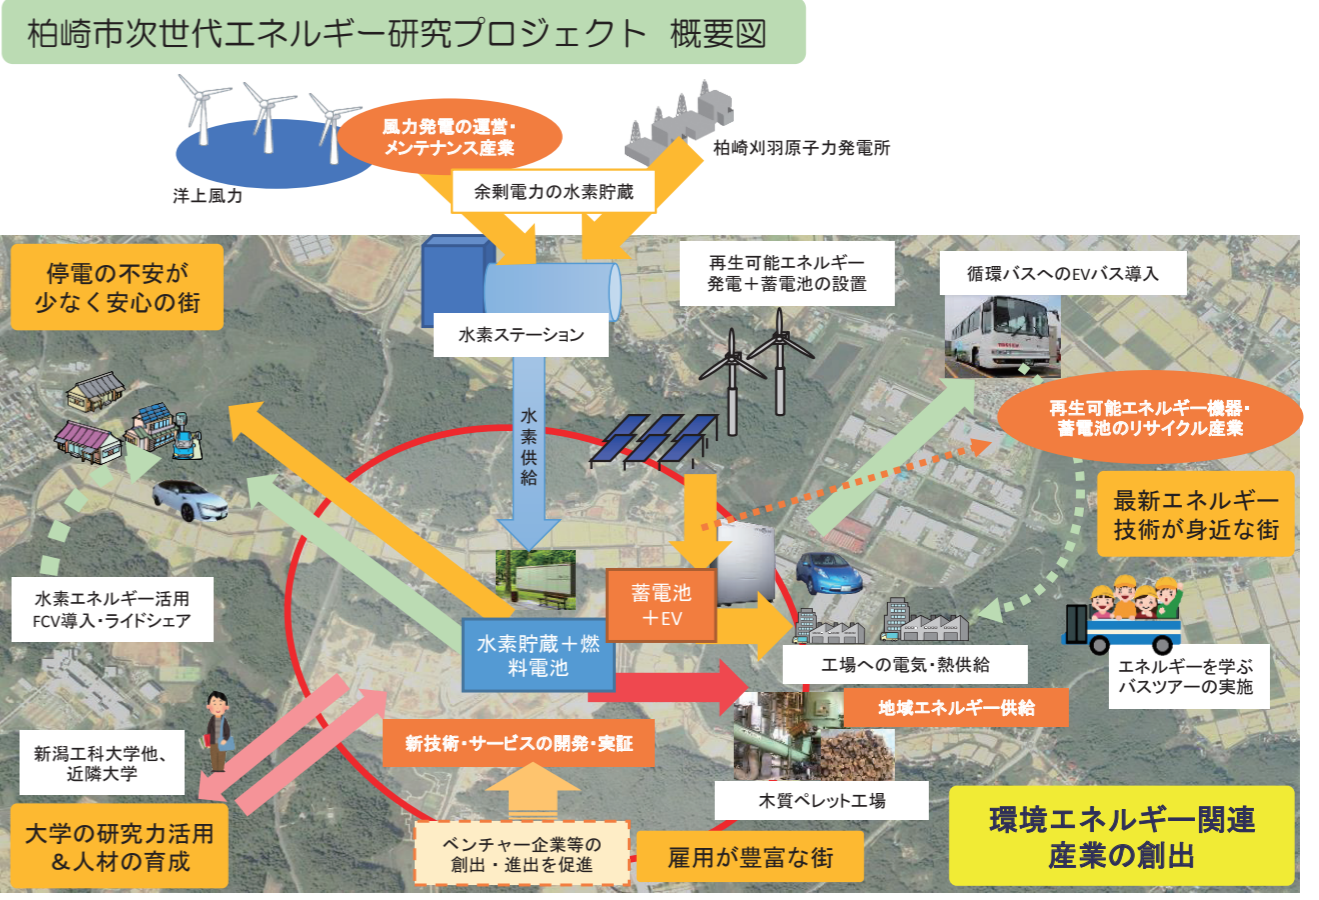 柏崎市次世代エネルギー研究プロジェクト 概要図
風力発電の運営・
メンテナンス産業
柏崎刈羽原子力発電所
余剰電力の水素貯蔵
洋上風力
停電の不安が
少なく安心の街
水素ステーション
再生可能エネルギー
発電＋蓄電池の設置
循環バスへのEVバス導入
水素供給
再生可能エネルギー機器・
蓄電池のリサイクル産業
最新エネルギー
技術が身近な街
水素エネルギー活用
FCV導入・ライドシェア
蓄電池
＋EV
水素貯蔵＋燃
料電池
工場への電気・熱供給
エネルギーを学ぶ
バスツアーの実施
地域エネルギー供給
新技術・サービスの開発・実証
新潟工科大学他、
近隣大学
木質ペレット工場
大学の研究力活用
＆人材の育成
ベンチャー企業等の
創出・進出を促進
雇用が豊富な街
環境エネルギー関連
産業の創出